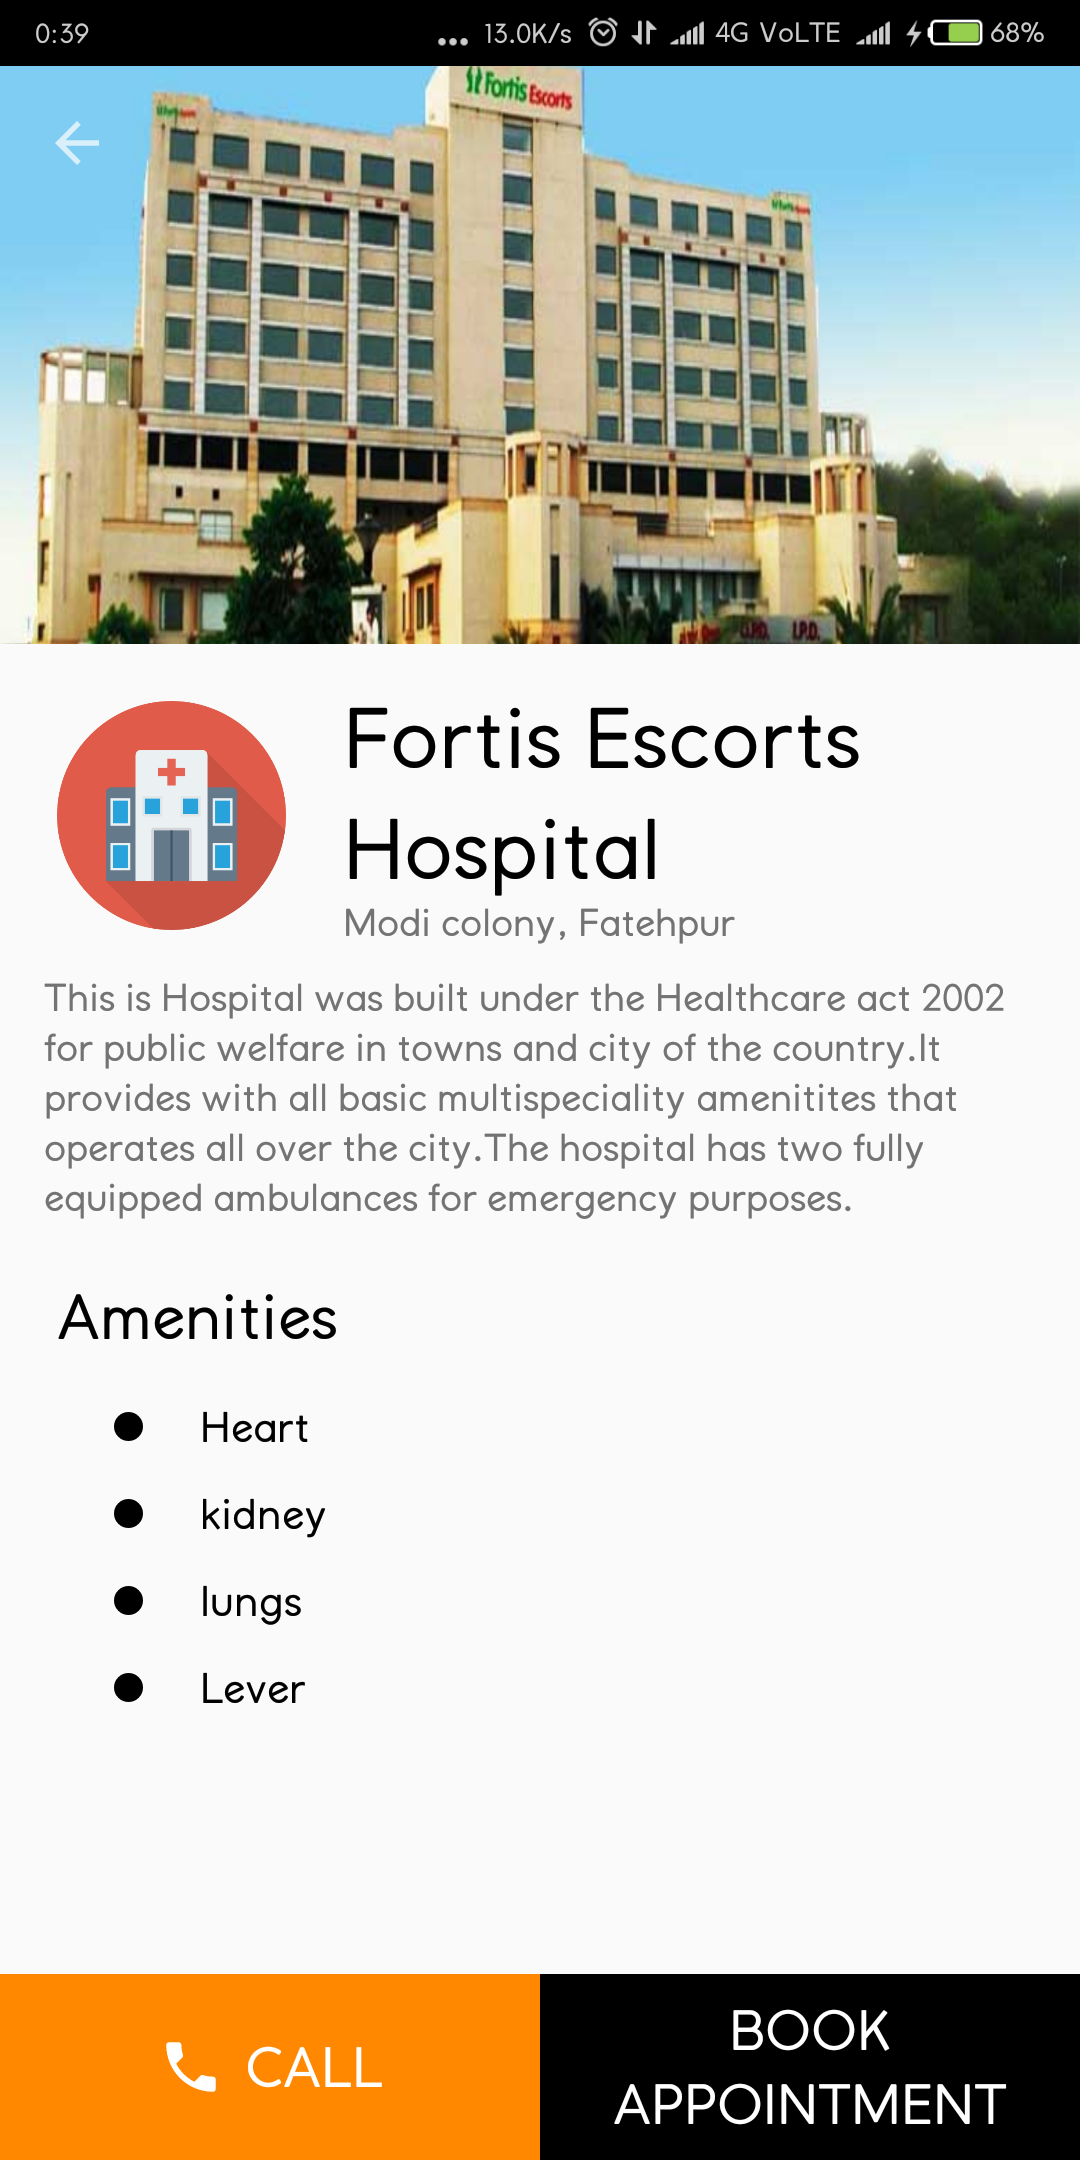 0:39 ... 13.0K/s 4G VoLTE 68%
Fortis Escorts
Fortis Escorts
Hospital
Modi colony, Fatehpur
This is Hospital was built under the Healthcare act 2002
for public welfare in towns and city of the country.It
provides with all basic multispeciality amenitites that
operates all over the city.The hospital has two fully
equipped ambulances for emergency purposes.
Amenities
● Heart
● kidney
● lungs
● Lever
CALL
BOOK
APPOINTMENT